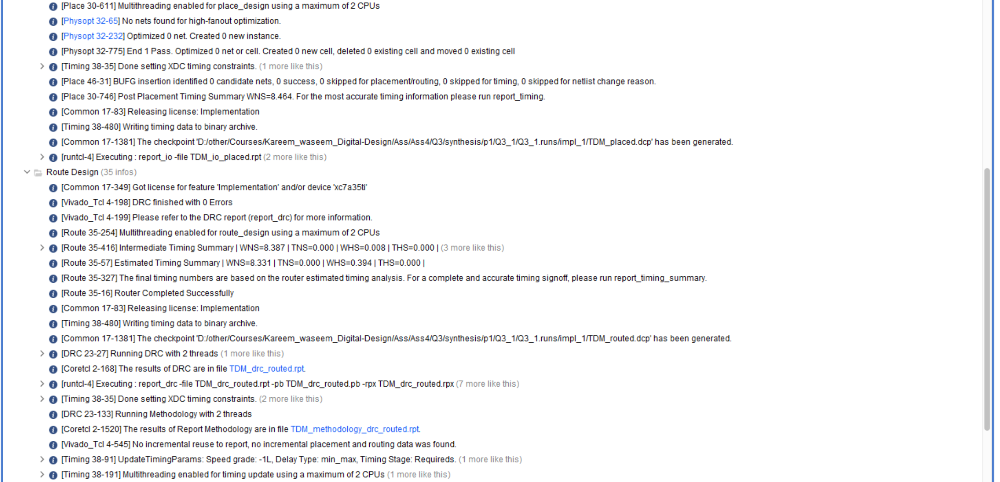 [Place 30-611] Multithreading enabled for place_design using a maximum of 2 CPUs
[Physopt 32-65] No nets found for high-fanout optimization.
[Physopt 32-232] Optimized 0 net. Created 0 new instance.
[Physopt 32-775] End 1 Pass. Optimized 0 net or cell. Created 0 new cell, deleted 0 existing cell and moved 0 existing cell
[Timing 38-35] Done setting XDC timing constraints. (1 more like this)
[Place 46-31] BUFG insertion identified 0 candidate nets, 0 success, 0 skipped for placement/routing, 0 skipped for timing, 0 skipped for netlist change reason.
[Place 30-746] Post Placement Timing Summary WNS=8.464. For the most accurate timing information please run report_timing.
[Common 17-83] Releasing license: Implementation
[Timing 38-480] Writing timing data to binary archive.
[Common 17-1381] The checkpoint 'D:/other/Courses/Kareem_waseem_Digital-Design/Ass/Ass4/Q3/synthesis/p1/Q3_1/Q3_1.runs/impl_1/TDM_placed.dcp' has been generated.
[runtcl-4] Executing : report_io -file TDM_io_placed.rpt (2 more like this)
Route Design (35 infos)
[Common 17-349] Got license for feature 'Implementation' and/or device 'xc7a35ti'
[Vivado_Tcl 4-198] DRC finished with 0 Errors
[Vivado_Tcl 4-199] Please refer to the DRC report (report_drc) for more information.
[Route 35-254] Multithreading enabled for route_design using a maximum of 2 CPUs
[Route 35-416] Intermediate Timing Summary | WNS=8.387 | TNS=0.000 | WHS=0.008 | THS=0.000 | (3 more like this)
[Route 35-57] Estimated Timing Summary | WNS=8.331 | TNS=0.000 | WHS=0.394 | THS=0.000 |
[Route 35-327] The final timing numbers are based on the router estimated timing analysis. For a complete and accurate timing signoff, please run report_timing_summary.
[Route 35-16] Router Completed Successfully
[Common 17-83] Releasing license: Implementation
[Timing 38-480] Writing timing data to binary archive.
[Common 17-1381] The checkpoint 'D:/other/Courses/Kareem_waseem_Digital-Design/Ass/Ass4/Q3/synthesis/p1/Q3_1/Q3_1.runs/impl_1/TDM_routed.dcp' has been generated.
[DRC 23-27] Running DRC with 2 threads (1 more like this)
[Coretcl 2-168] The results of DRC are in file TDM_drc_routed.rpt.
[runtcl-4] Executing : report_drc -file TDM_drc_routed.rpt -pb TDM_drc_routed.pb -rpx TDM_drc_routed.rpx (7 more like this)
[Timing 38-35] Done setting XDC timing constraints. (2 more like this)
[DRC 23-133] Running Methodology with 2 threads
[Coretcl 2-1520] The results of Report Methodology are in file TDM_methodology_drc_routed.rpt.
[Vivado_Tcl 4-545] No incremental reuse to report, no incremental placement and routing data was found.
[Timing 38-91] UpdateTimingParams: Speed grade: -1L, Delay Type: min_max, Timing Stage: Requireds. (1 more like this)
[Timing 38-191] Multithreading enabled for timing update using a maximum of 2 CPUs (1 more like this)